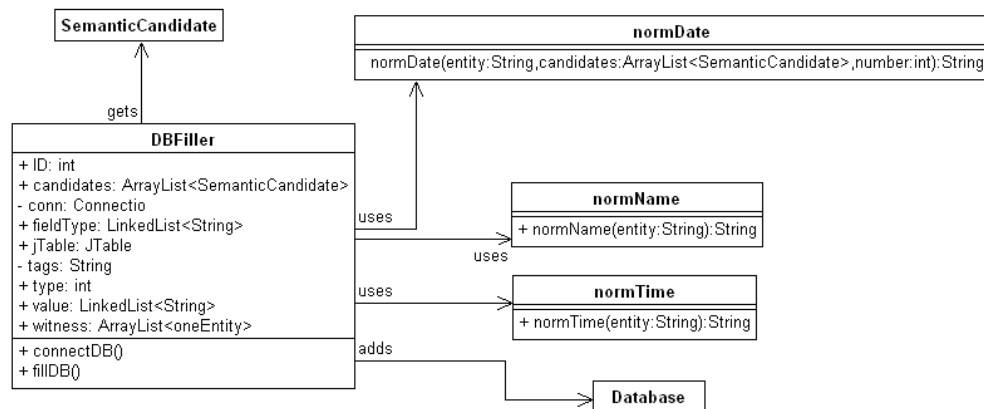 SemanticCandidate
normDate
normDate(entity:String,candidates:ArrayList<SemanticCandidate>,number:int):String
gets
DBFiller
+ ID: int
+ candidates: ArrayList<SemanticCandidate>
- conn: Connectio
+ fieldType: LinkedList<String>
+ jTable: JTable
- tags: String
+ type: int
+ value: LinkedList<String>
+ witness: ArrayList<oneEntity>
+ connectDB()
+ fillDB()
uses
normName
+ normName(entity:String):String
uses
uses
normTime
+ normTime(entity:String):String
adds
Database